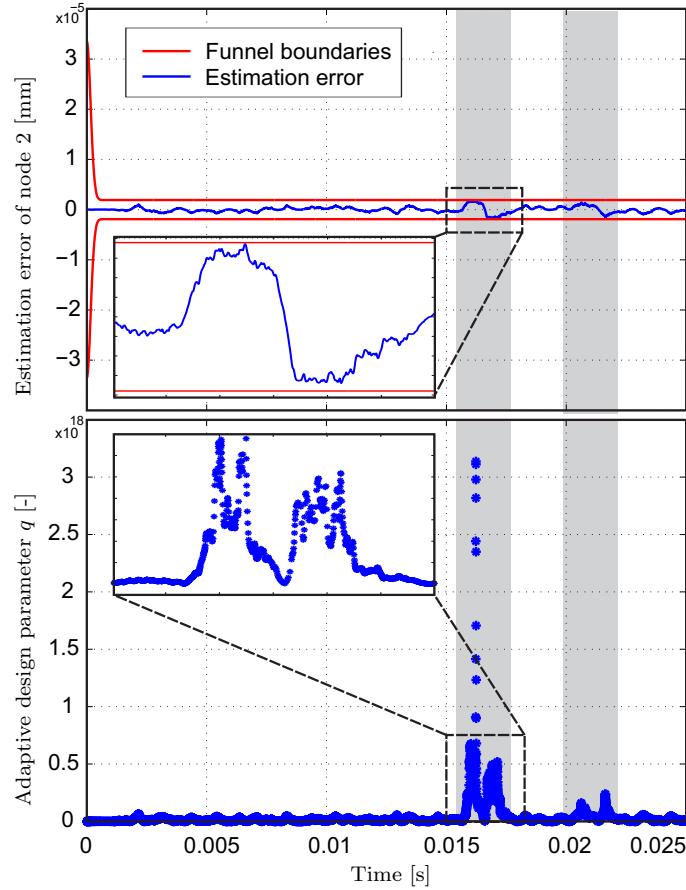 x10⁻⁵
3
2
1
0
−1
−2
−3
Estimation error of node 2 [mm]
Funnel boundaries
Estimation error
x10¹⁸
3
2.5
2
1.5
1
0.5
0
Adaptive design parameter q [-]
0 0.005 0.01 0.015 0.02 0.025
Time [s]